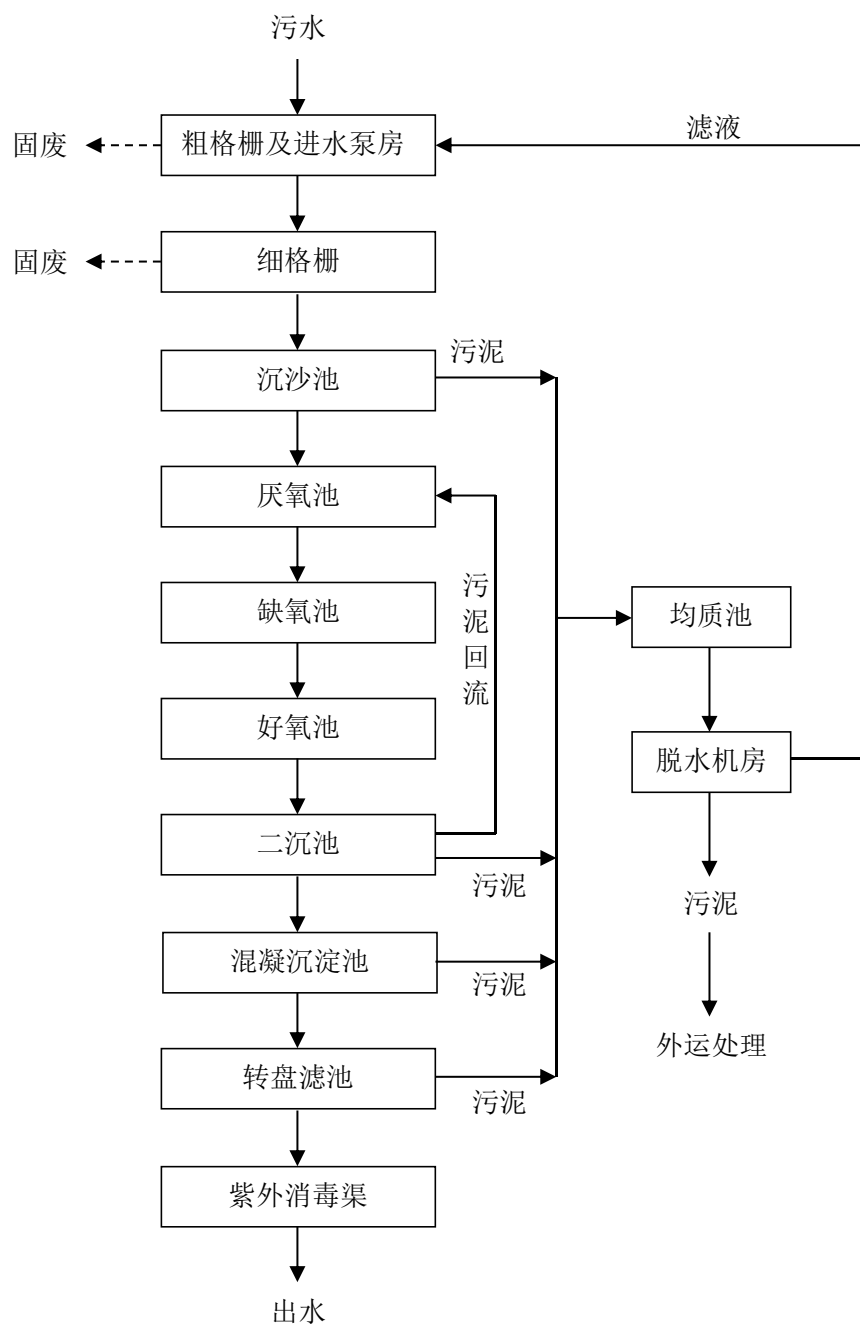 污水
滤液
固废
粗格栅及进水泵房
固废
细格栅
污泥
沉沙池
厌氧池
污泥回流
缺氧池
均质池
好氧池
脱水机房
二沉池
污泥
污泥
混凝沉淀池
污泥
外运处理
转盘滤池
污泥
紫外消毒渠
出水